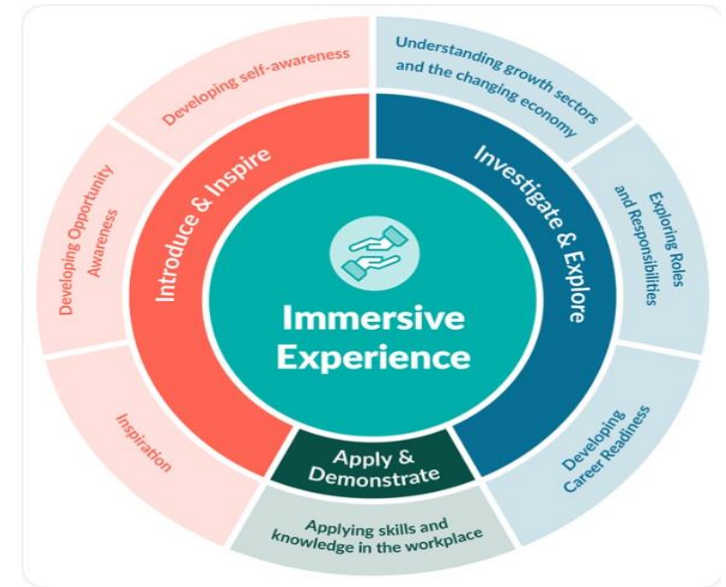 Developing self-awareness
Understanding growth sectors
and the changing economy
Developing Opportunity
Awareness
Introduce & Inspire
Investigate & Explore
Exploring Roles
and Responsibilities
Immersive
Experience
Inspiration
Apply &
Demonstrate
Developing
Career Readiness
Applying skills and
knowledge in the workplace